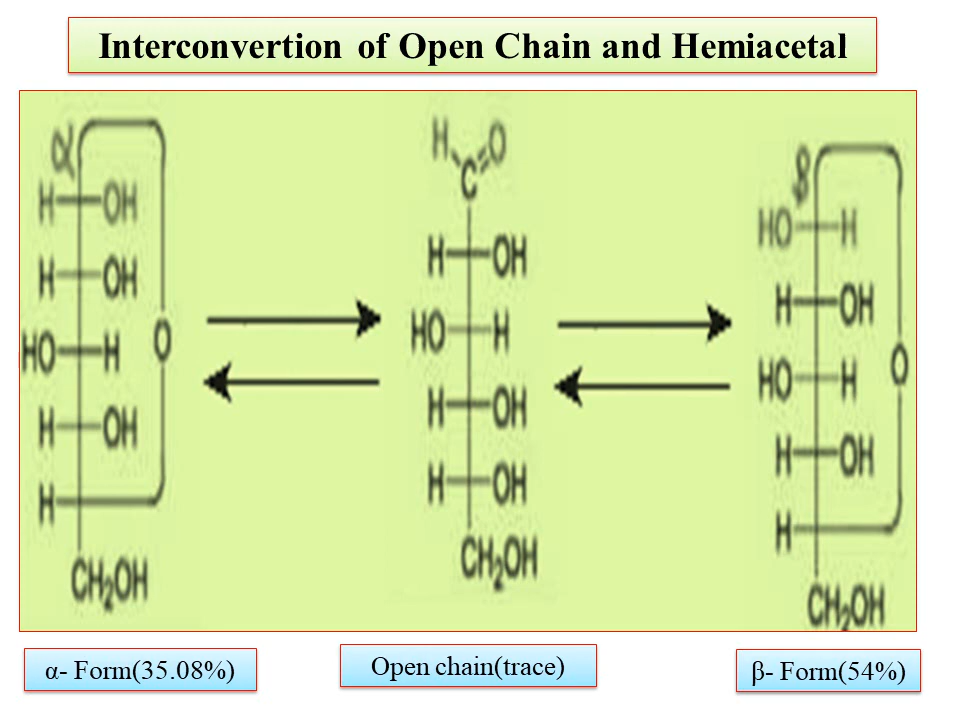 Interconvertion of Open Chain and Hemiacetal
α
H OH
H OH
HO H O
H OH
H
CH₂OH
H O
C
H OH
HO H
H OH
H OH
CH₂OH
β
HO H
H OH
HO H O
H OH
H
CH₂OH
α- Form(35.08%)
Open chain(trace)
β- Form(54%)